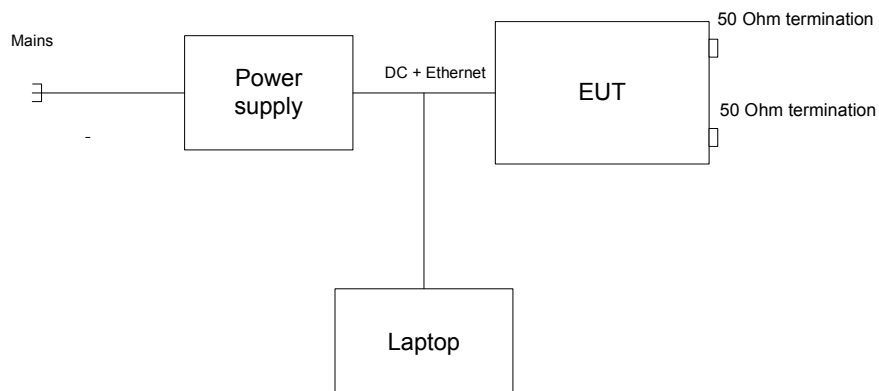 50 Ohm termination
Mains
Power
supply
DC + Ethernet
EUT
50 Ohm termination
-
Laptop